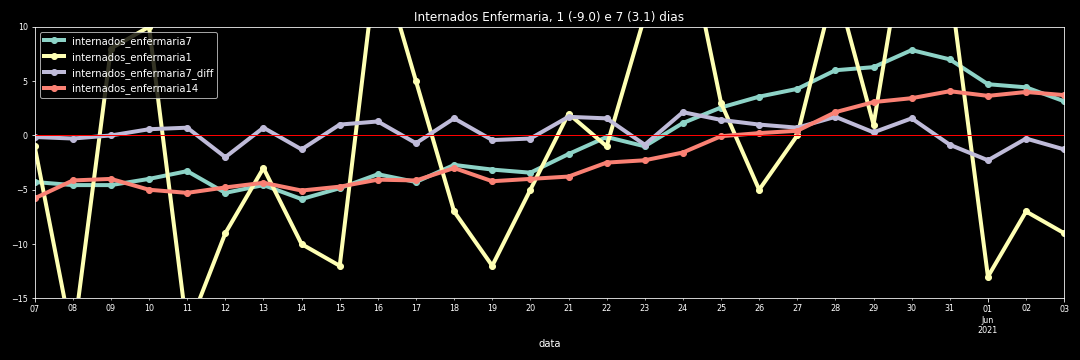 Internados Enfermaria, 1 (-9.0) e 7 (3.1) dias
internados_enfermaria7
internados_enfermaria1
internados_enfermaria7_diff
internados_enfermaria14
10
5
0
−5
−10
−15
07 08 09 10 11 12 13 14 15 16 17 18 19 20 21 22 23 24 25 26 27 28 29 30 31 01 02 03
Jun
2021
data